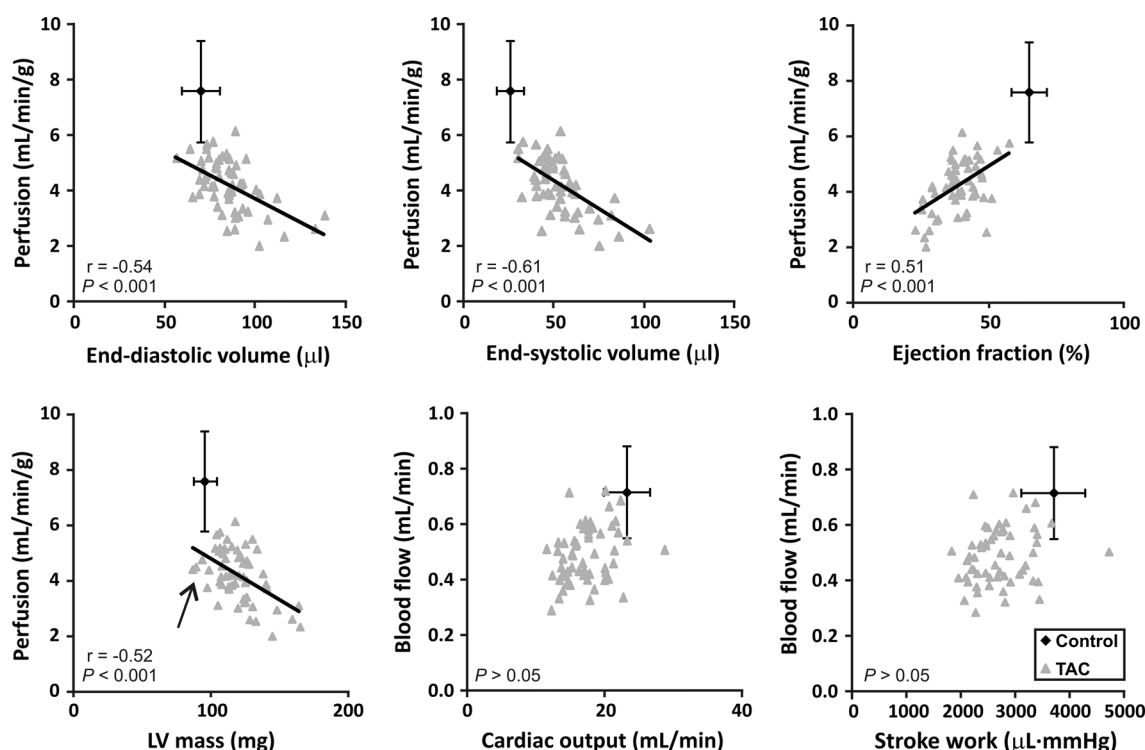 10
8
6
4
2
0
Perfusion (mL/min/g)
r = -0.54
P < 0.001
0
50
100
150
End-diastolic volume (μl)
10
8
6
4
2
0
Perfusion (mL/min/g)
r = -0.61
P < 0.001
0
50
100
150
End-systolic volume (μl)
10
8
6
4
2
0
Perfusion (mL/min/g)
r = 0.51
P < 0.001
0
50
100
Ejection fraction (%)
10
8
6
4
2
0
Perfusion (mL/min/g)
r = -0.52
P < 0.001
0
100
200
LV mass (mg)
1.0
0.8
0.6
0.4
0.2
0.0
Blood flow (mL/min)
P > 0.05
0
20
40
Cardiac output (mL/min)
1.0
0.8
0.6
0.4
0.2
0.0
Blood flow (mL/min)
P > 0.05
Control
TAC
0
1000
2000
3000
4000
5000
Stroke work (μL·mmHg)